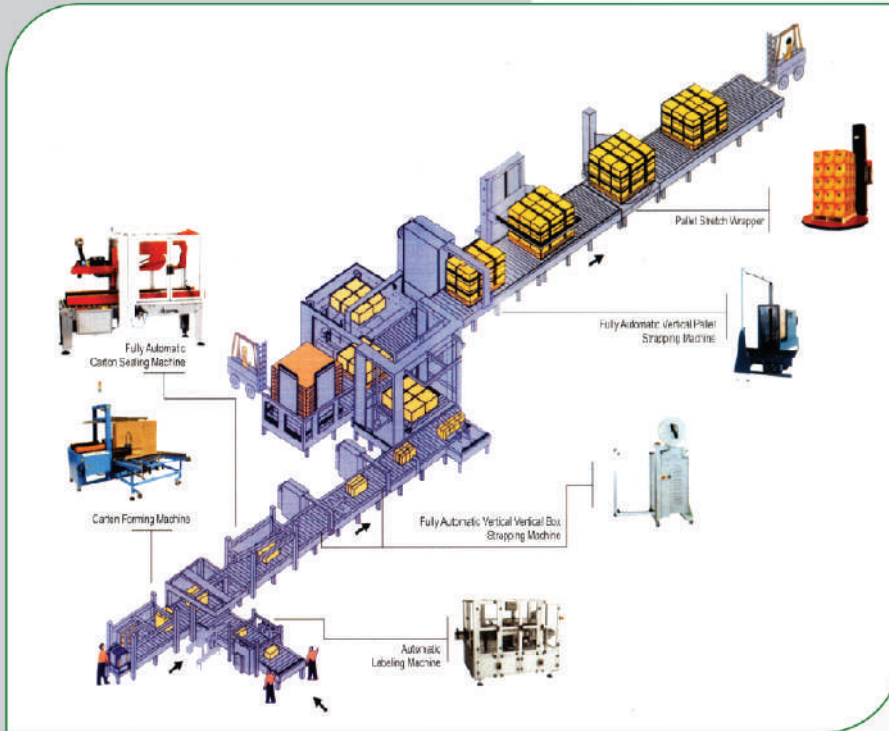 Pallet Stretch Wrapper
Fully Automatic Vertical Pallet
Strapping Machine
Fully Automatic
Carton Sealing Machine
Carton Forming Machine
Fully Automatic Vertical Vertical Box
Strapping Machine
Automatic
Labeling Machine